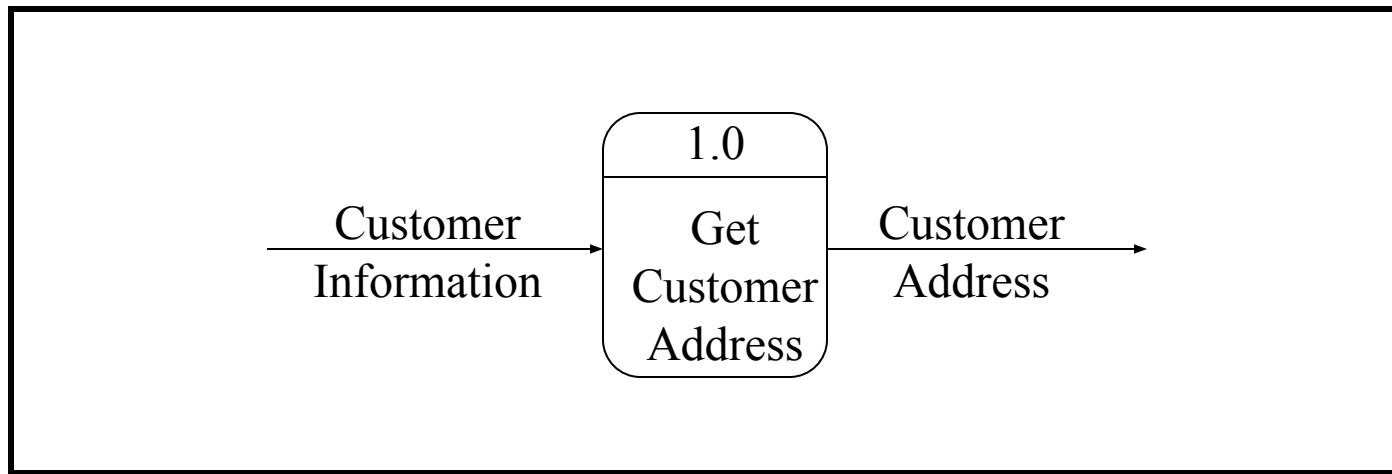 1.0
Customer
Information
Get
Customer
Address
Customer
Address